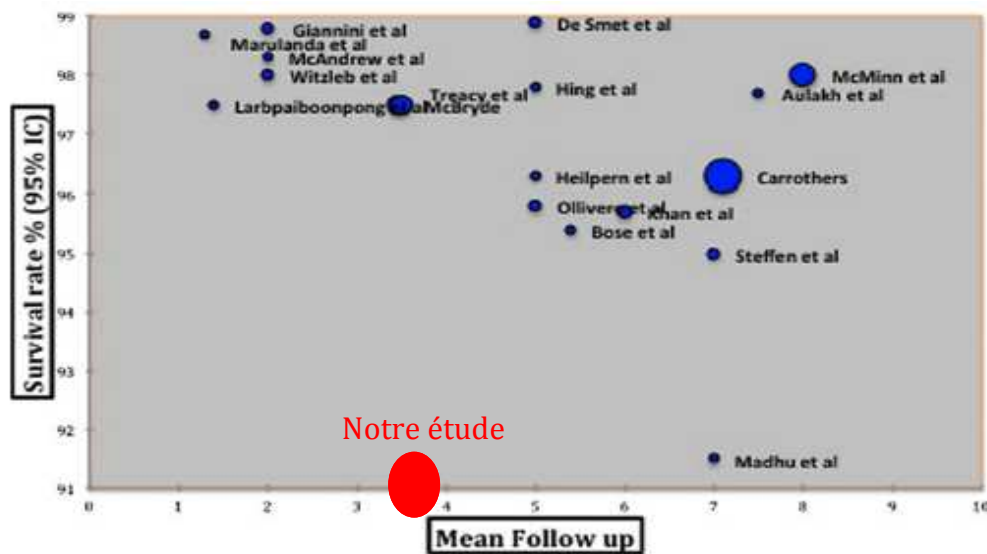 99
Giannini et al
De Smet et al
Marulanda et al
McAndrew et al
98
Witzleb et al
McMinn et al
Treacy et al
Hing et al
Aulakh et al
Larbpaiboonpong et al
McBryde
97
Heilpern et al
Carrothers
96
Ollivere et al
Khan et al
Bose et al
95
Steffen et al
94
93
92
Notre étude
Madhu et al
91
0 1 2 3 4 5 6 7 8 9 10
Survival rate % (95% IC)
Mean Follow up